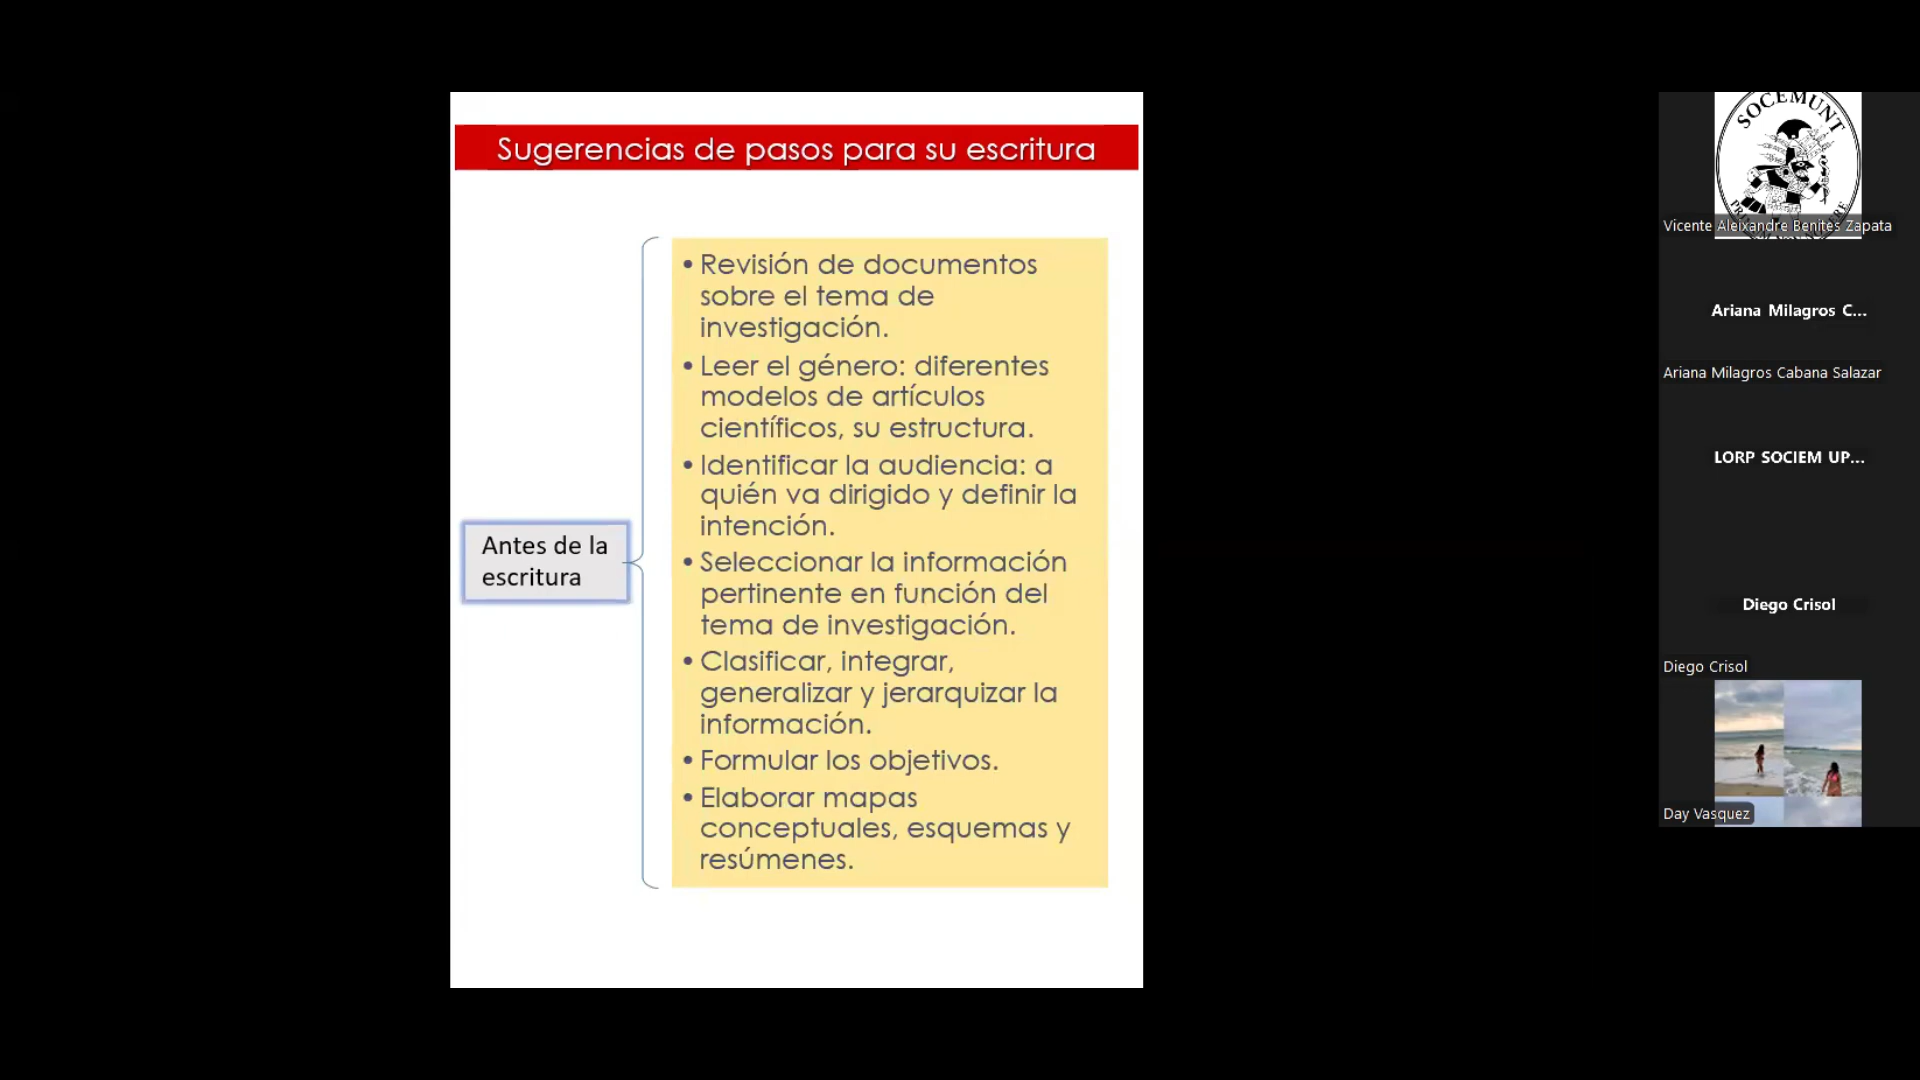 Sugerencias de pasos para su escritura
Antes de la
escritura
• Revisión de documentos
sobre el tema de
investigación.
• Leer el género: diferentes
modelos de artículos
científicos, su estructura.
• Identificar la audiencia: a
quién va dirigido y definir la
intención.
• Seleccionar la información
pertinente en función del
tema de investigación.
• Clasificar, integrar,
generalizar y jerarquizar la
información.
• Formular los objetivos.
• Elaborar mapas
conceptuales, esquemas y
resúmenes.
SOCEMUNT
Vicente Aleixandre Benites Zapata
Ariana Milagros C...
Ariana Milagros Cabana Salazar
LORP SOCIEM UP...
Diego Crisol
Diego Crisol
Day Vasquez